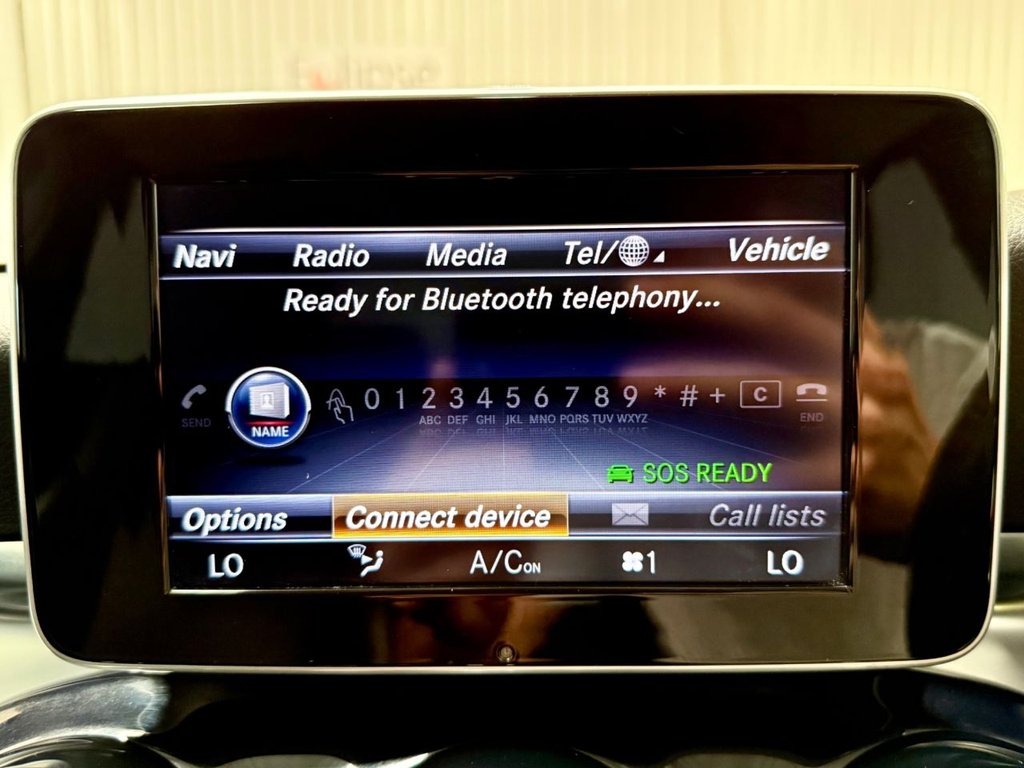 Navi Radio Media Tel/ Vehicle
Ready for Bluetooth telephony...
SEND NAME 0 1 2 3 4 5 6 7 8 9 * # + C END
ABC DEF GHI JKL MNO PQRS TUV WXYZ
SOS READY
Options Connect device Call lists
LO A/C ON 1 LO